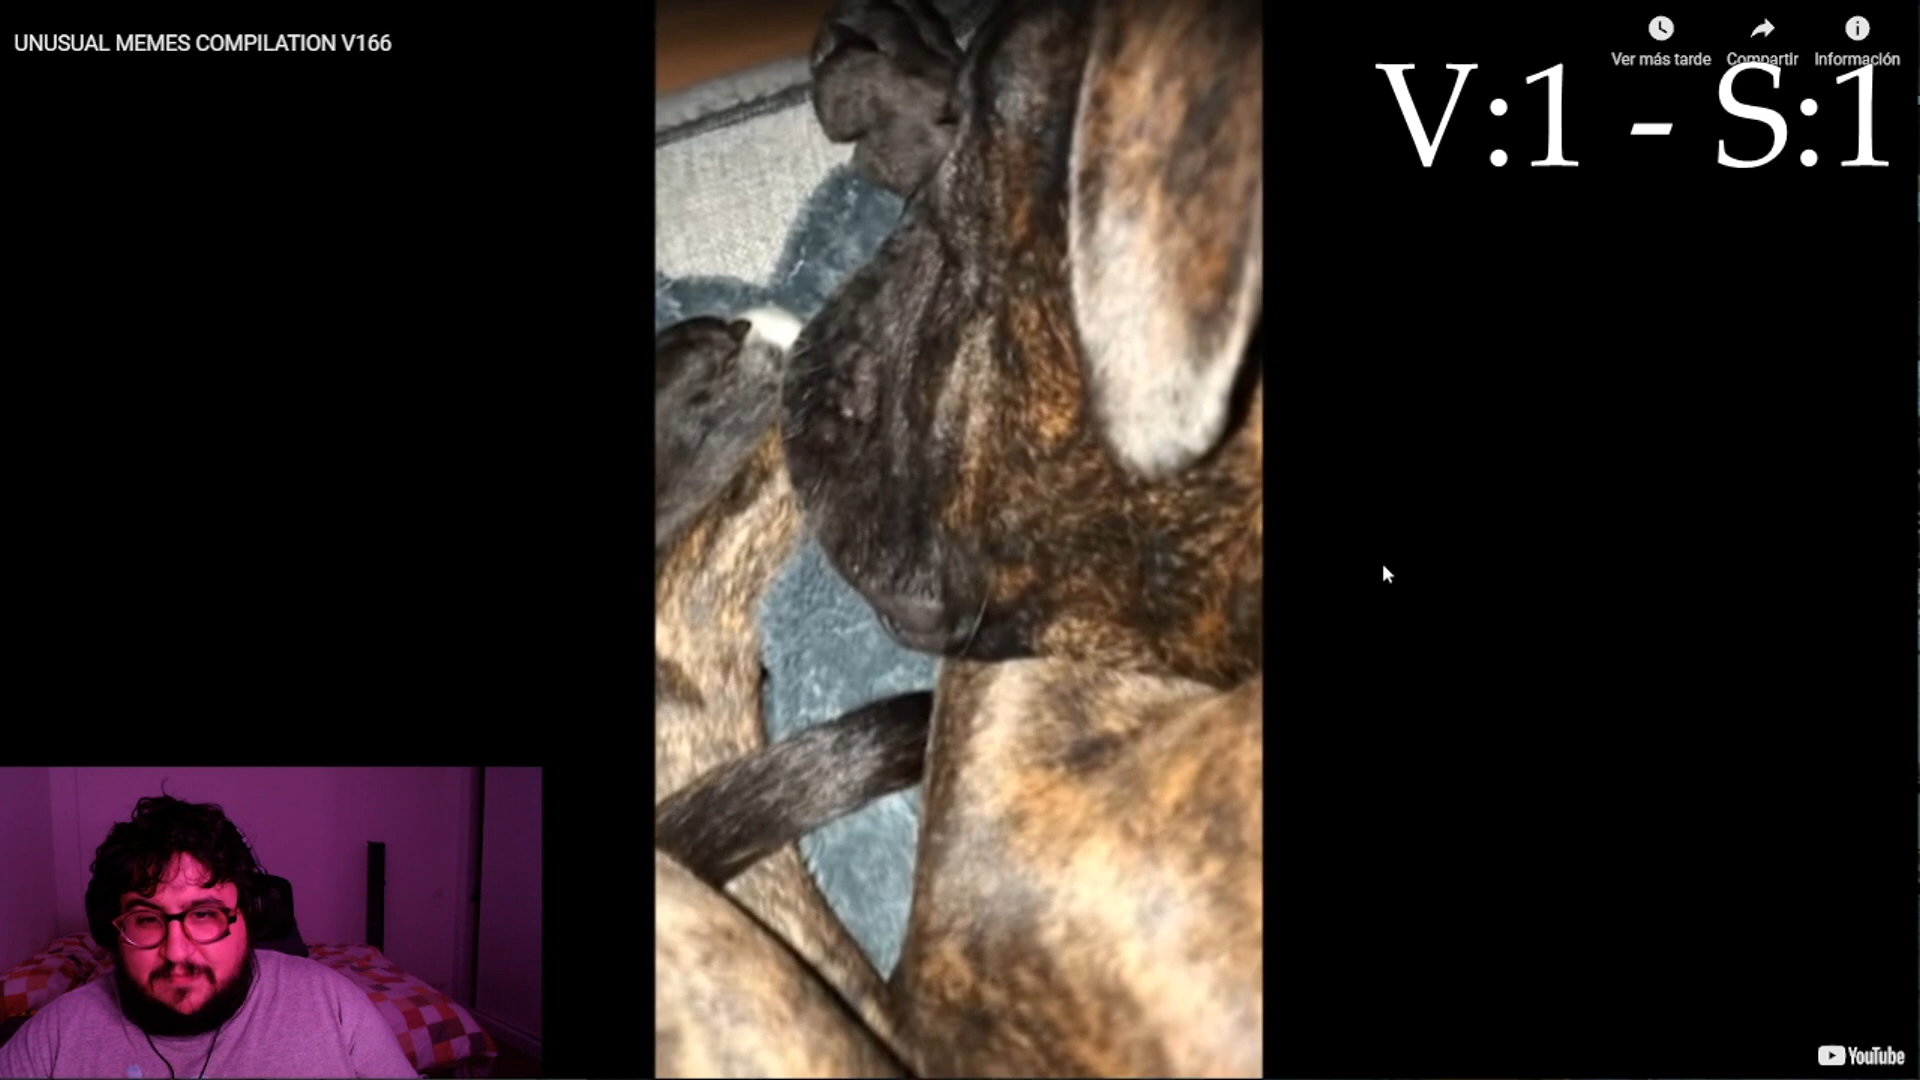 UNUSUAL MEMES COMPILATION V166
Ver más tarde
Compartir
Información
V:1 - S:1
YouTube